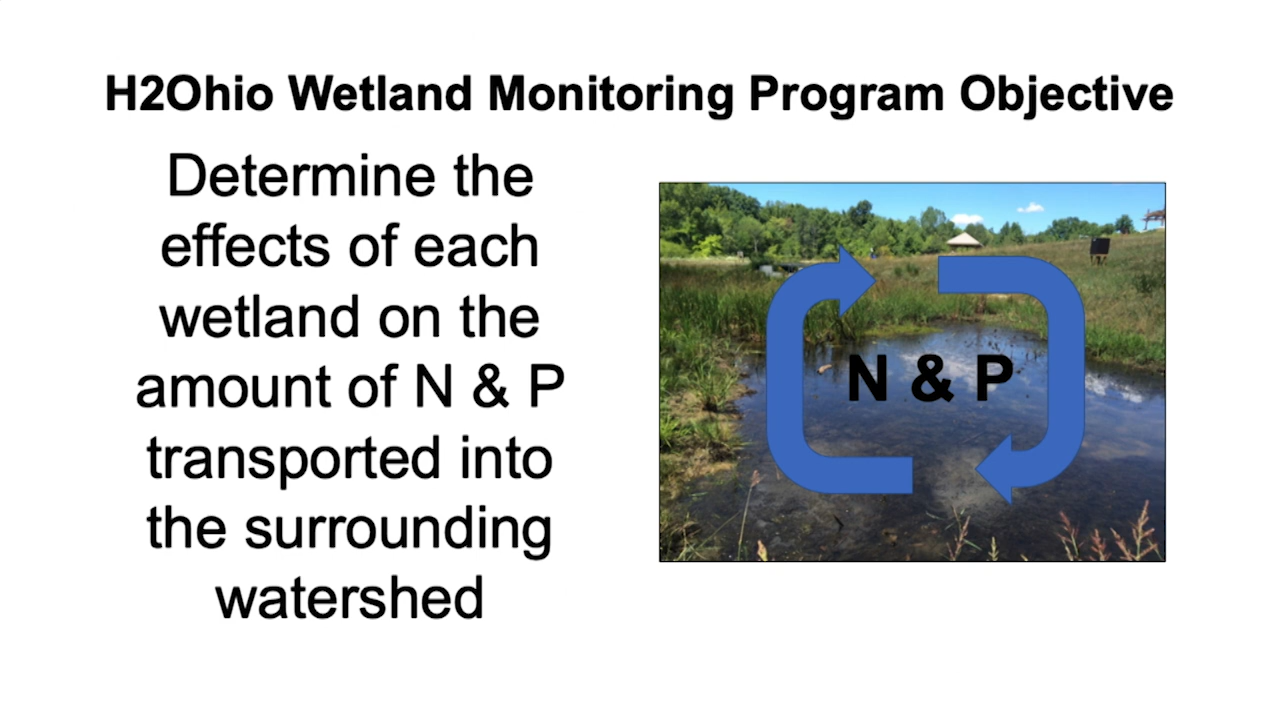 H2Ohio Wetland Monitoring Program Objective
Determine the
effects of each
wetland on the
amount of N & P
transported into
the surrounding
watershed
N & P